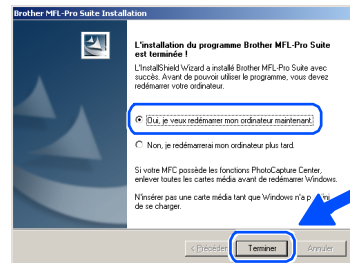 Brother MFL-Pro Suite Installation
L'installation du programme Brother MFL-Pro Suite
est terminée !
L'InstallShield Wizard a installé Brother MFL-Pro Suite avec
succès. Avant de pouvoir utiliser le programme, vous devez
redémarrer votre ordinateur.
Oui, je veux redémarrer mon ordinateur maintenant.
Non, je redémarrerai mon ordinateur plus tard.
Si votre MFC possède les fonctions PhotoCapture Center,
enlever toutes les cartes média avant de redémarrer Windows.
N'insérer pas une carte média tant que Windows n'a
de se charger.
< Précédent
Terminer
Annuler